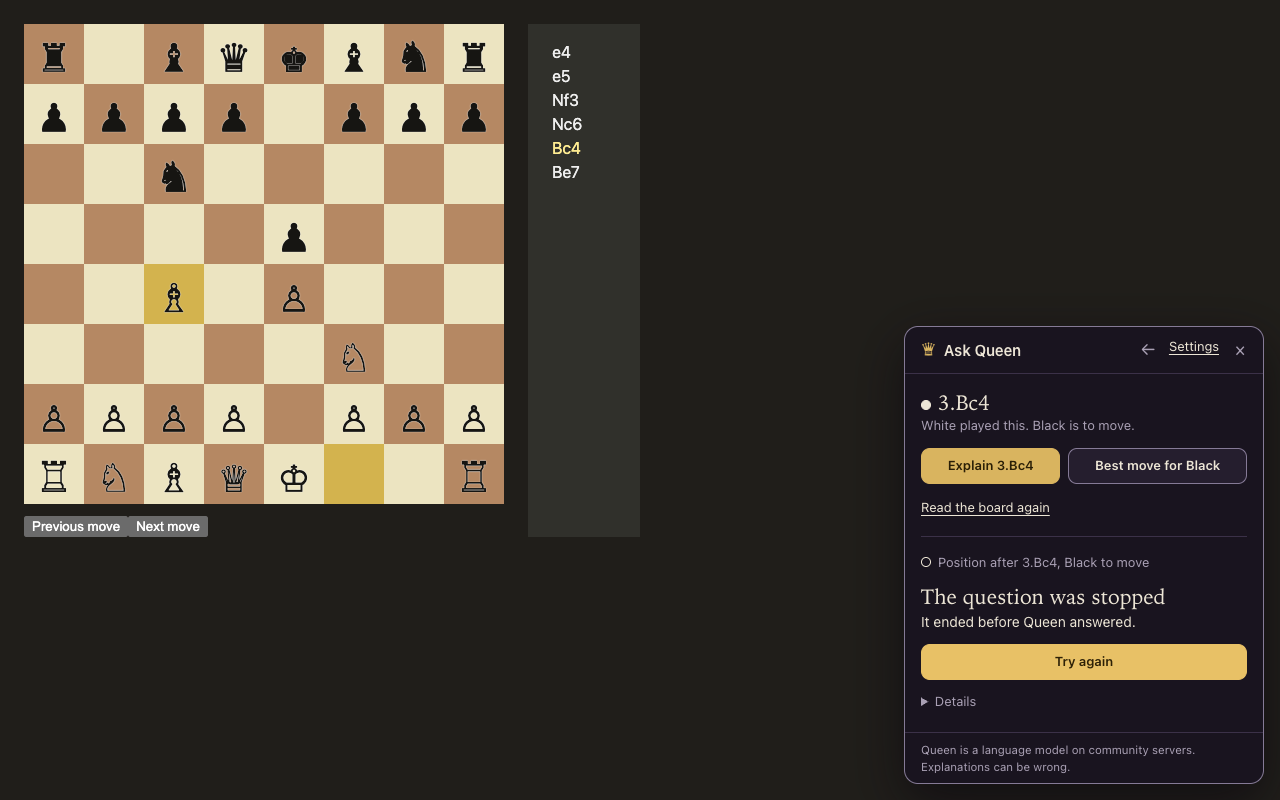 e4
e5
Nf3
Nc6
Bc4
Be7
Previous move
Next move
Ask Queen
Settings
3.Bc4
White played this. Black is to move.
Explain 3.Bc4
Best move for Black
Read the board again
Position after 3.Bc4, Black to move
The question was stopped
It ended before Queen answered.
Try again
Details
Queen is a language model on community servers.
Explanations can be wrong.